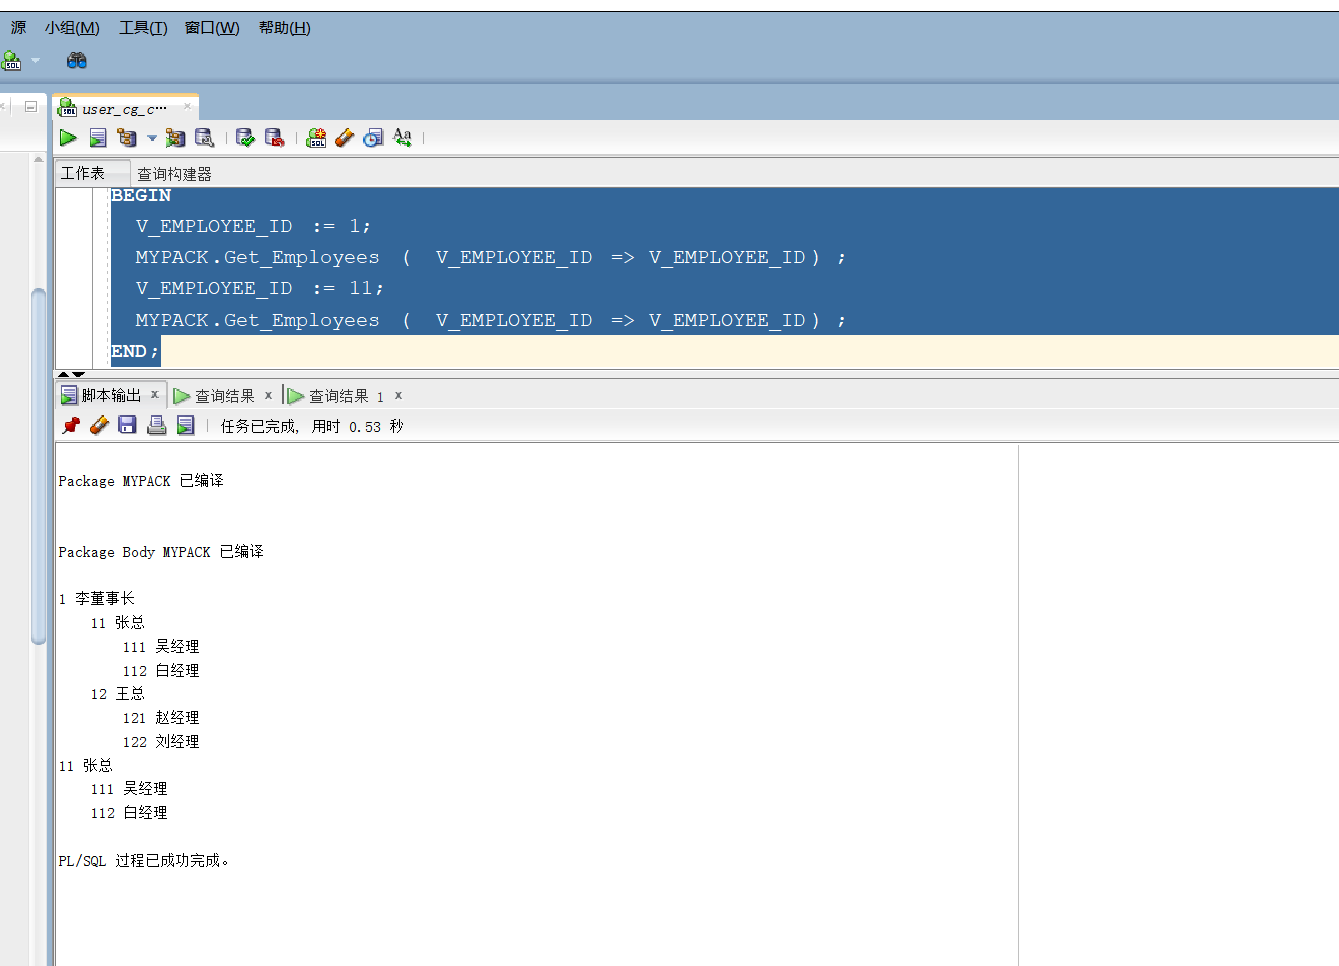 源 小组(M) 工具(T) 窗口(W) 帮助(H)
SQL
SQL user_cg_c… ×
SQL Aa
工作表 查询构建器
BEGIN
V_EMPLOYEE_ID := 1;
MYPACK.Get_Employees ( V_EMPLOYEE_ID => V_EMPLOYEE_ID) ;
V_EMPLOYEE_ID := 11;
MYPACK.Get_Employees ( V_EMPLOYEE_ID => V_EMPLOYEE_ID) ;
END;
脚本输出 × 查询结果 × 查询结果 1 ×
任务已完成, 用时 0.53 秒
Package MYPACK 已编译
Package Body MYPACK 已编译
1 李董事长
11 张总
111 吴经理
112 白经理
12 王总
121 赵经理
122 刘经理
11 张总
111 吴经理
112 白经理
PL/SQL 过程已成功完成。